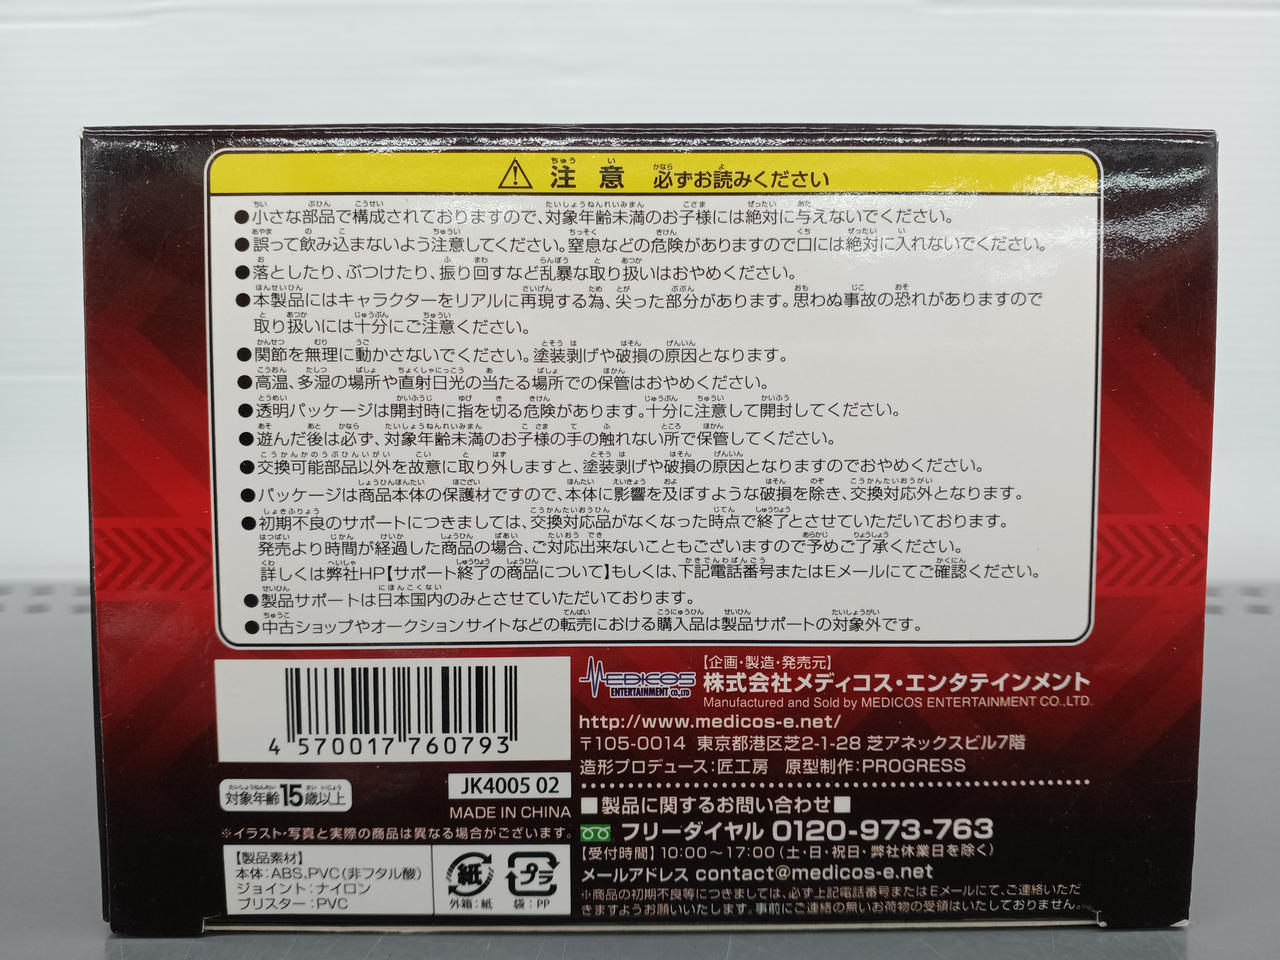 注意 必ずお読みください
●小さな部品で構成されておりますので、対象年齢未満のお子様には絶対に与えないでください。
●誤って飲み込まないよう注意してください。窒息などの危険がありますので口には絶対に入れないでください。
●落としたり、ぶつけたり、振り回すなど乱暴な取り扱いはおやめください。
●本製品にはキャラクターをリアルに再現する為、尖った部分があります。思わぬ事故の恐れがありますので
取り扱いには十分にご注意ください。
●関節を無理に動かさないでください。塗装剥げや破損の原因となります。
●高温、多湿の場所や直射日光の当たる場所での保管はおやめください。
●透明パッケージは開封時に指を切る危険があります。十分に注意して開封してください。
●遊んだ後は必ず、対象年齢未満のお子様の手の触れない所で保管してください。
●交換可能部品以外を故意に取り外しますと、塗装剥げや破損の原因となりますのでおやめください。
●パッケージは商品本体の保護材ですので、本体に影響を及ぼすような破損を除き、交換対応外となります。
●初期不良のサポートにつきましては、交換対応品がなくなった時点で終了とさせていただいております。
発売より時間が経過した商品の場合、ご対応出来ないこともございますので予めご了承ください。
詳しくは弊社HP【サポート終了の商品について】もしくは、下記電話番号またはEメールにてご確認ください。
●製品サポートは日本国内のみとさせていただいております。
●中古ショップやオークションサイトなどの転売における購入品は製品サポートの対象外です。
4 570017 760793
対象年齢15歳以上
JK4005 02
MADE IN CHINA
※イラスト・写真と実際の商品は異なる場合がございます。
【製品素材】
本体:ABS、PVC(非フタル酸)
ジョイント:ナイロン
ブリスター:PVC
紙
外箱:紙
プラ
袋:PP
MEDICOS
ENTERTAINMENT CO.,LTD
【企画・製造・発売元】
株式会社メディコス・エンタテインメント
Manufactured and Sold by MEDICOS ENTERTAINMENT CO.,LTD.
http://www.medicos-e.net/
〒105-0014 東京都港区芝2-1-28 芝アネックスビル7階
造形プロデュース:匠工房 原型制作:PROGRESS
■製品に関するお問い合わせ■
フリーダイヤル 0120-973-763
【受付時間】10:00〜17:00(土・日・祝日・弊社休業日を除く)
メールアドレス contact@medicos-e.net
※商品の初期不良等につきましては、必ず上記電話番号またはEメールにて、ご連絡いただ
きますようお願いいたします。事前にご連絡の無いお荷物の受領はいたしておりません。